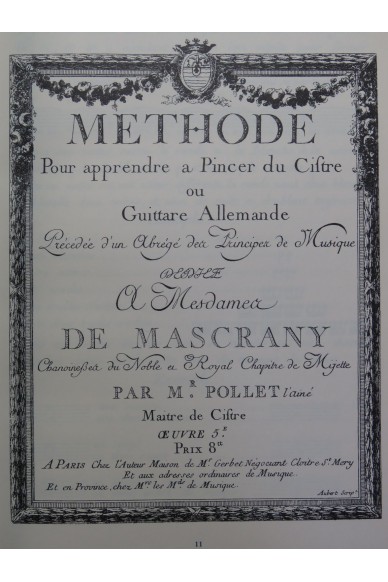 METHODE
Pour apprendre a Pincer du Ciſtre
ou
Guittare Allemande
Précédée d'un Abrégé des Principes de Musique
DEDIÉE
A Mesdames
DE MASCRANY
Chanoineſſes du Noble et Royal Chapitre de Migette
PAR M.R POLLET l'ainé
Maitre de Ciſtre
ŒUVRE 5.E
PRIX 8tt
A PARIS Chez l'Auteur Maison de Mr Gerbet Négociant Cloitre St Mery
Et aux adresses ordinaires de Musique.
Et en Province, chez Mrs les Mds de Musique.
Aubert Scrip.
11